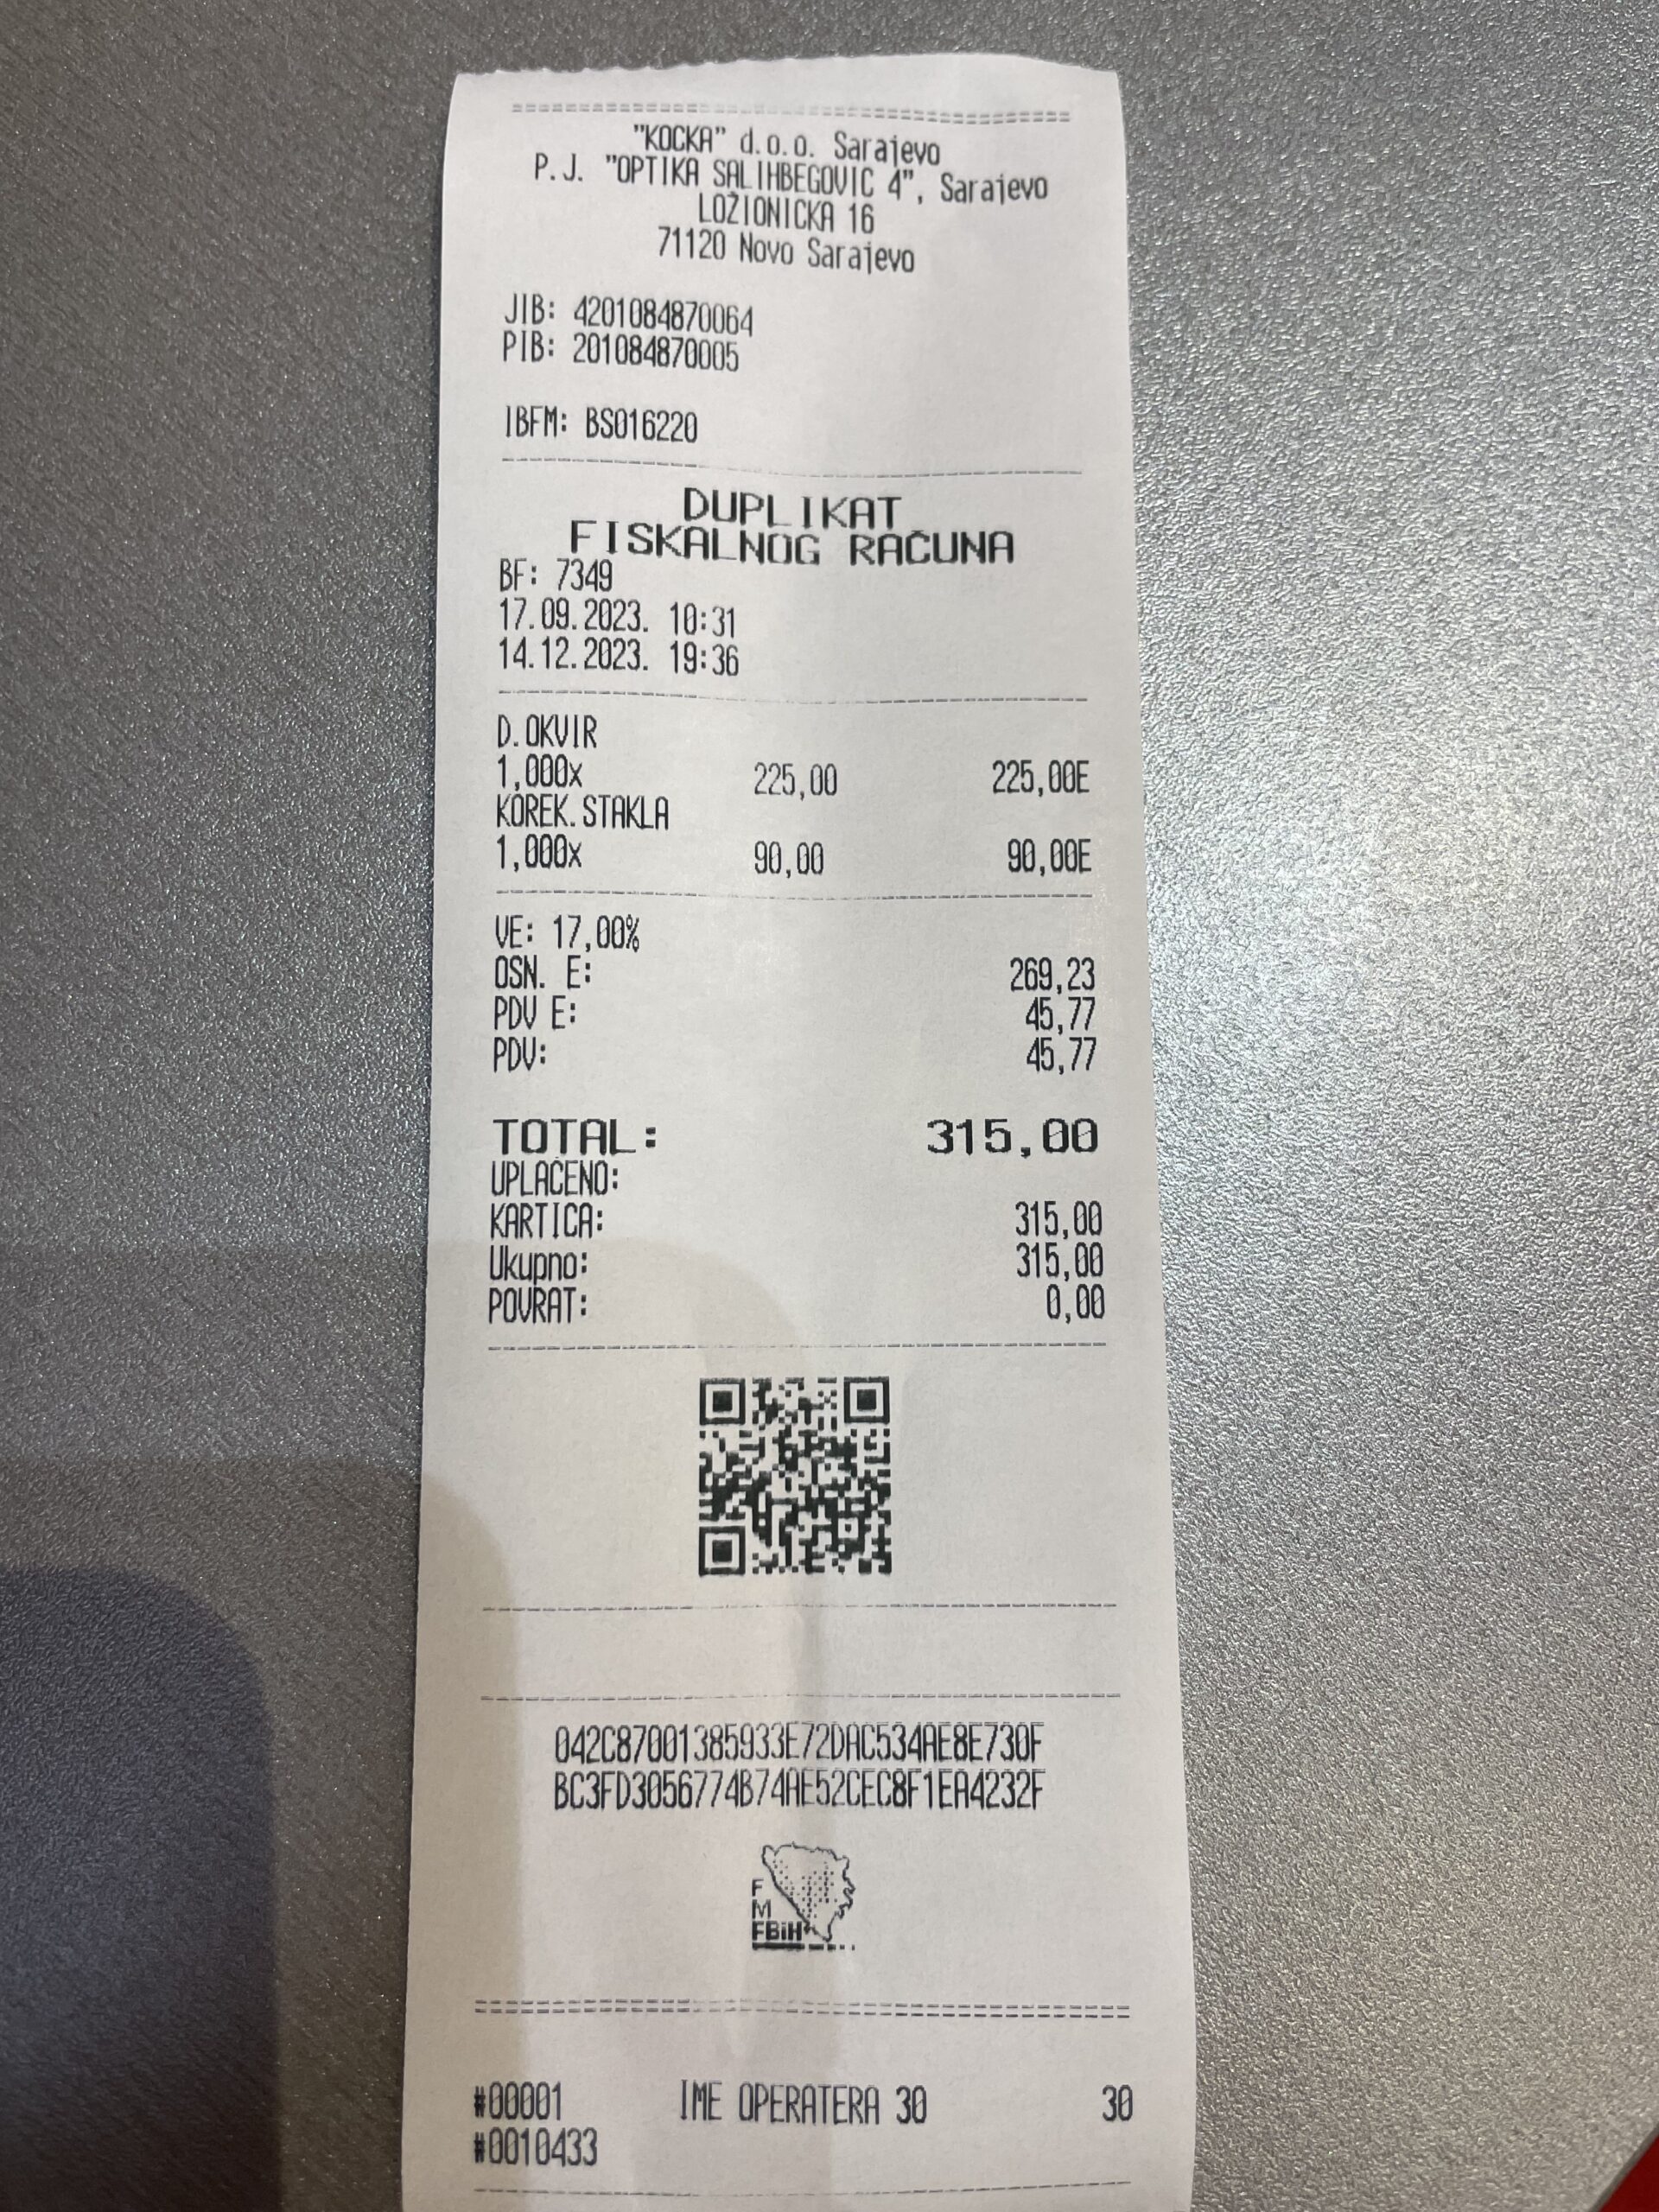 "KOCKA" d.o.o. Sarajevo
P.J. "OPTIKA SALIHBEGOVIC 4", Sarajevo
LOŽIONICKA 16
71120 Novo Sarajevo
JIB: 4201084870064
PIB: 201084870005
IBFM: BS016220
DUPLIKAT
FISKALNOG RAČUNA
BF: 7349
17.09.2023. 10:31
14.12.2023. 19:36
D.OKVIR
1,000x 225,00 225,00E
KOREK.STAKLA
1,000x 90,00 90,00E
VE: 17,00%
OSN. E: 269,23
PDV E: 45,77
PDV: 45,77
TOTAL: 315,00
UPLAĆENO:
KARTICA: 315,00
Ukupno: 315,00
POVRAT: 0,00
042C87001385933E72DAC534AE8E730F
BC3FD3056774B74AE52CEC8F1EA4232F
F
M
FBiH
#00001 IME OPERATERA 30 30
#0010433